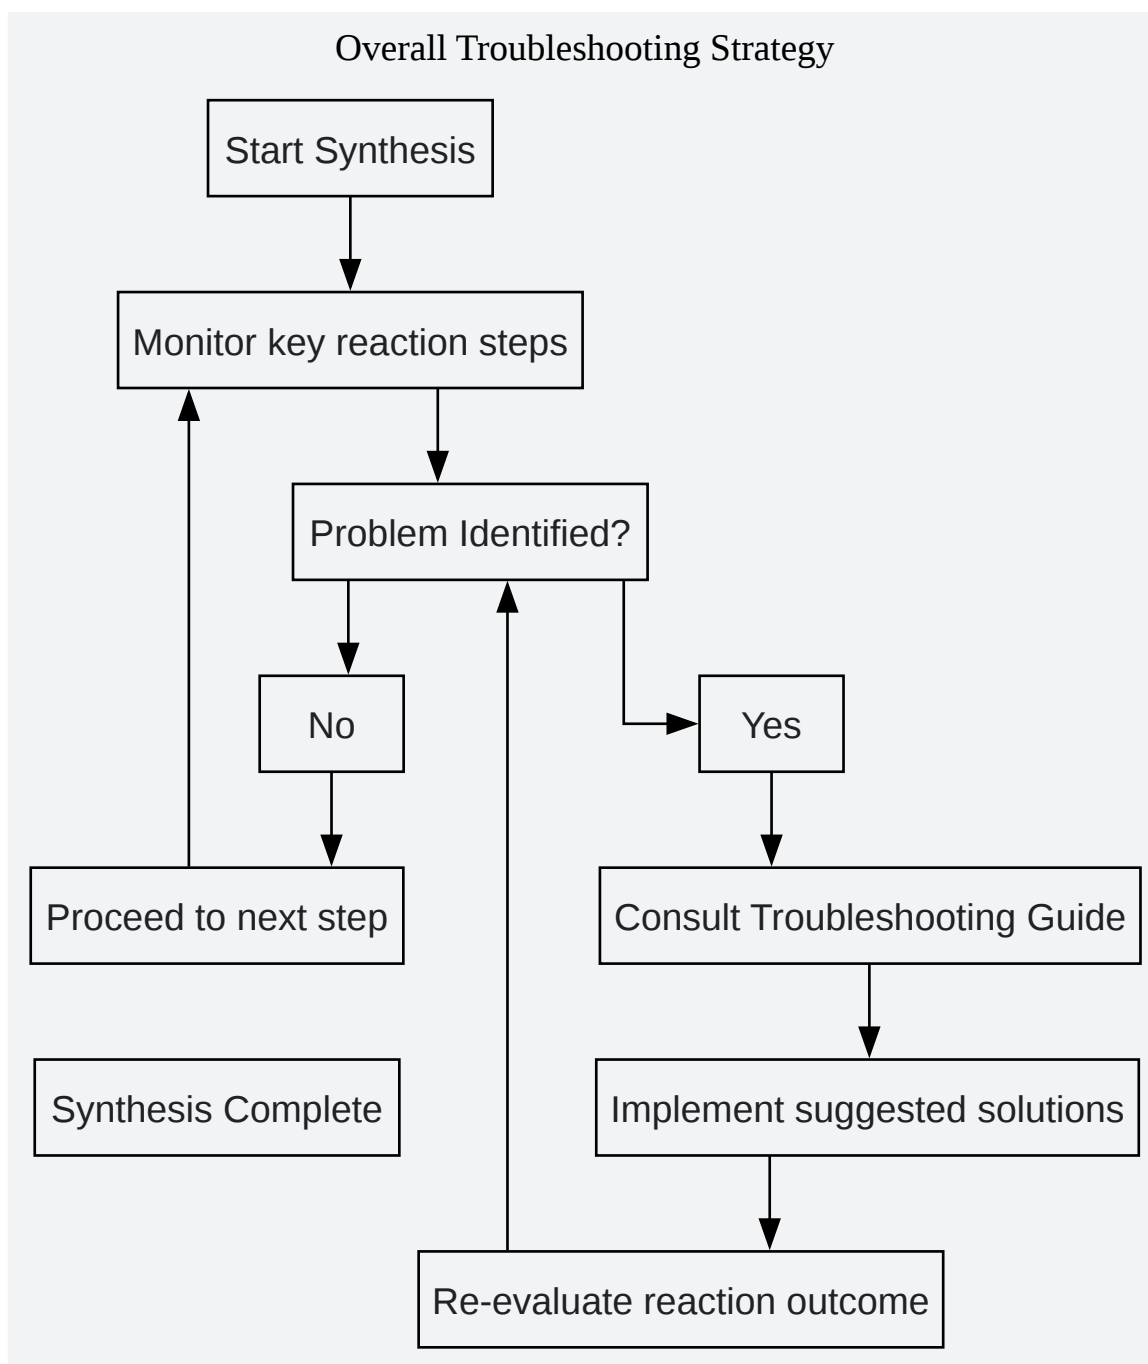 Overall Troubleshooting Strategy
Start Synthesis
Monitor key reaction steps
Problem Identified?
No
Yes
Proceed to next step
Consult Troubleshooting Guide
Synthesis Complete
Implement suggested solutions
Re-evaluate reaction outcome